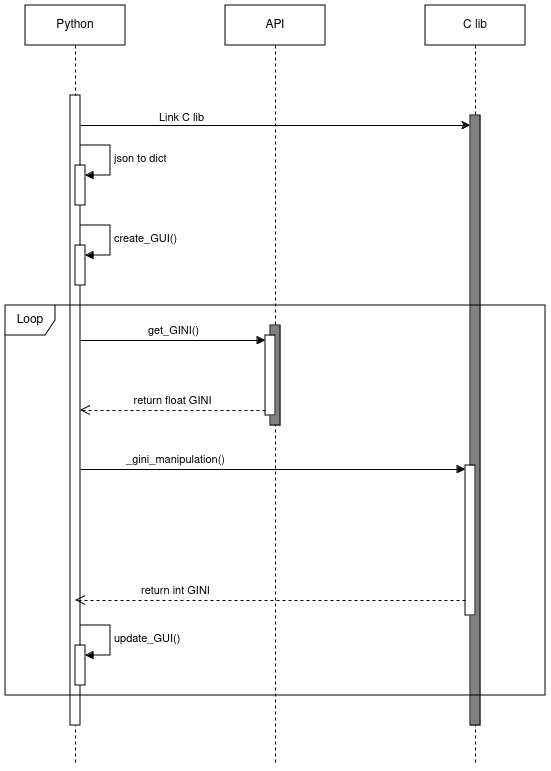 Python
API
C lib
Link C lib
json to dict
create_GUI()
Loop
get_GINI()
return float GINI
_gini_manipulation()
return int GINI
update_GUI()